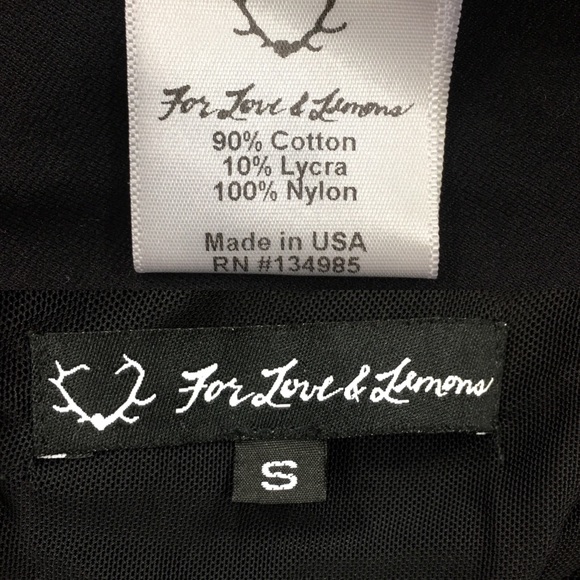 For Love & Lemons
90% Cotton
10% Lycra
100% Nylon
Made in USA
RN #134985
For Love & Lemons
S